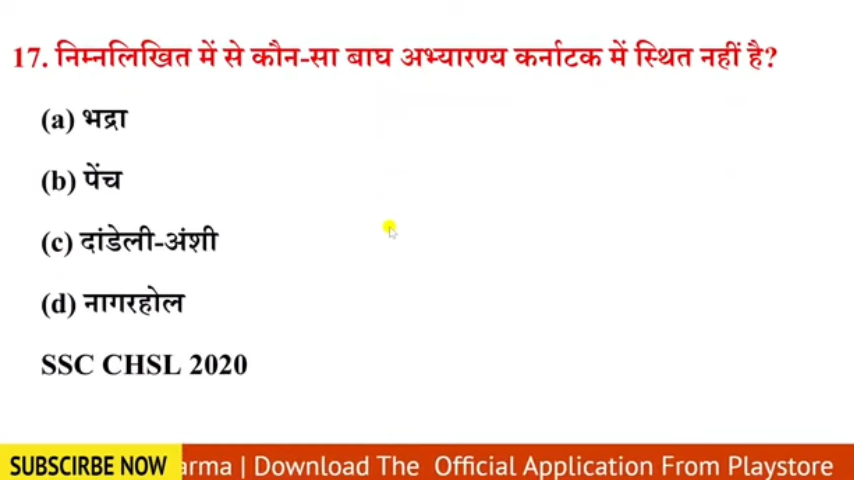 17. निम्नलिखित में से कौन-सा बाघ अभ्यारण्य कर्नाटक में स्थित नहीं है?
(a) भद्रा
(b) पेंच
(c) दांडेली-अंशी
(d) नागरहोल
SSC CHSL 2020
SUBSCIRBE NOW arma | Download The Official Application From Playstore